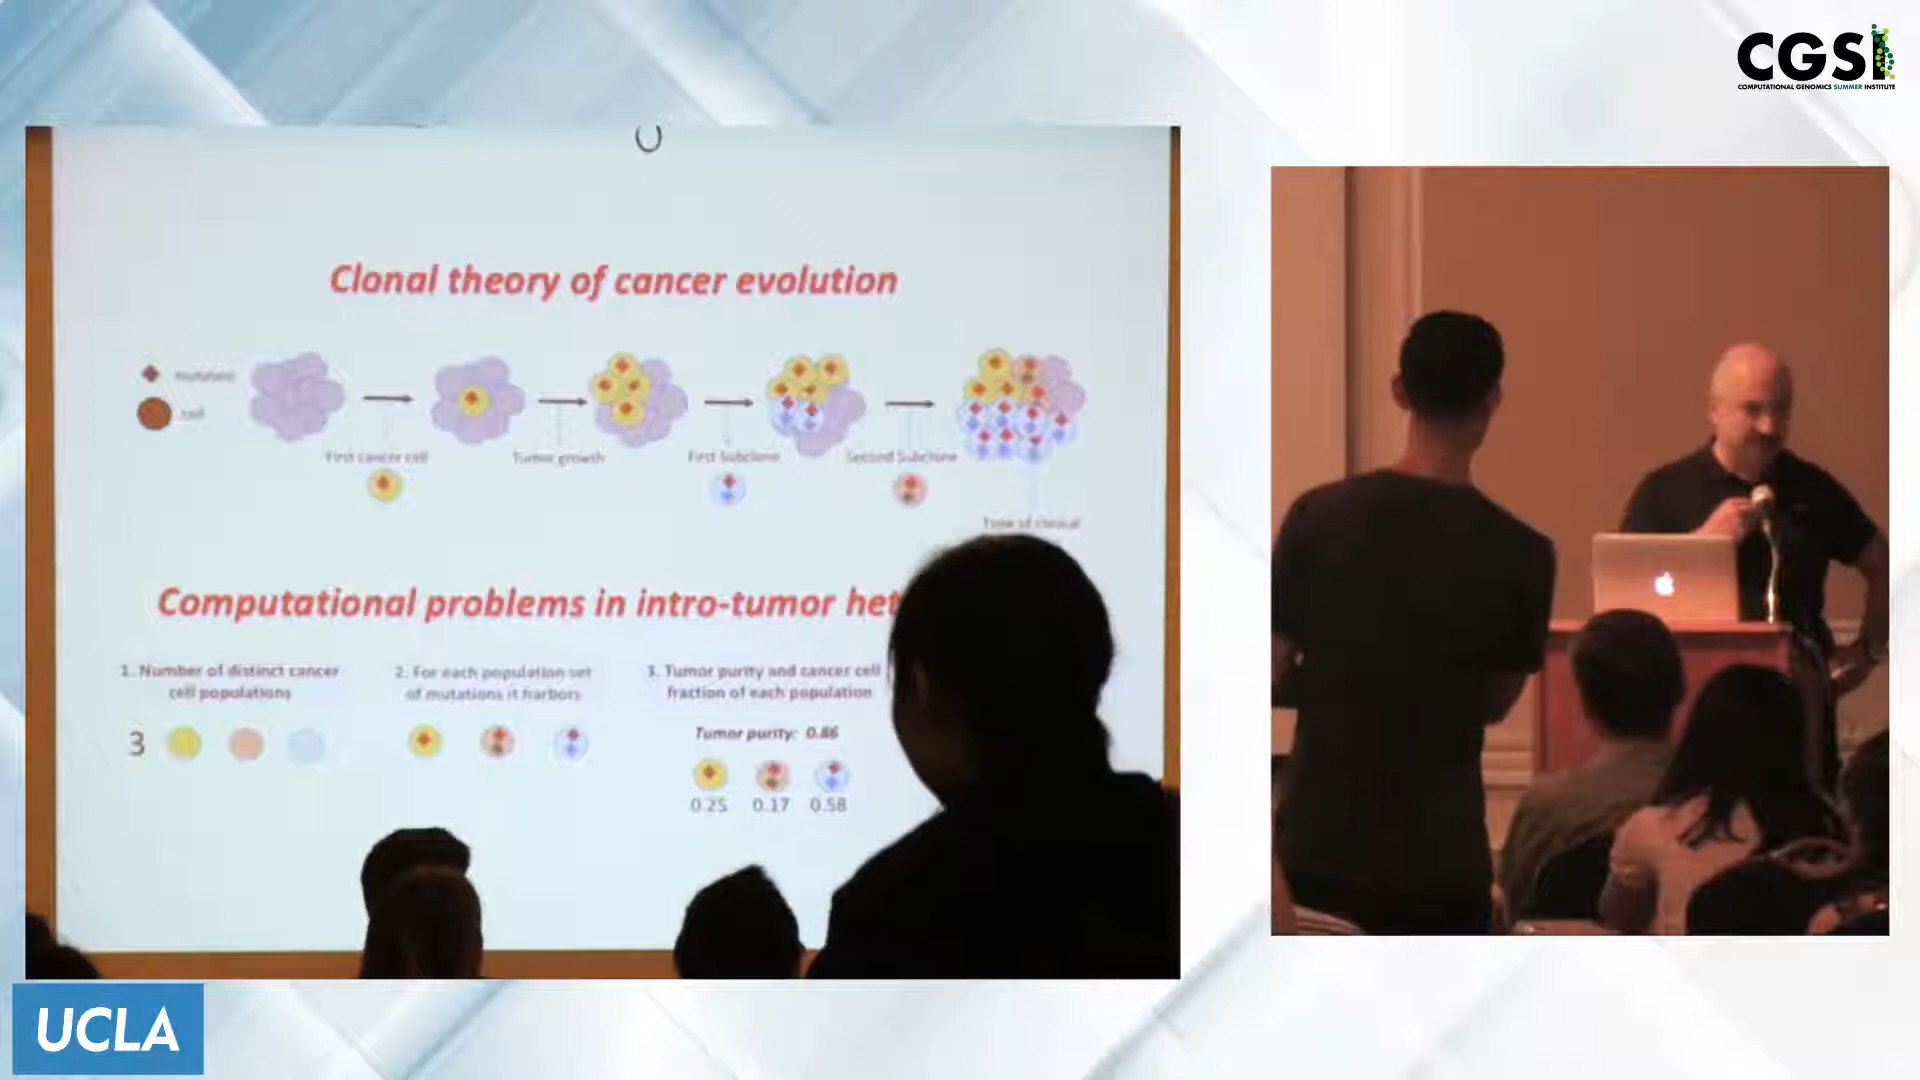 CGSI
COMPUTATIONAL GENOMICS SUMMER INSTITUTE
Clonal theory of cancer evolution
mutation
cell
First cancer cell
Tumor growth
First Subclone
Second Subclone
Time of clinical
Computational problems in intro-tumor het
1. Number of distinct cancer
cell populations
2. For each population set
of mutations it harbors
3. Tumor purity and cancer cell
fraction of each population
3
Tumor purity: 0.86
0.25 0.17 0.58
UCLA